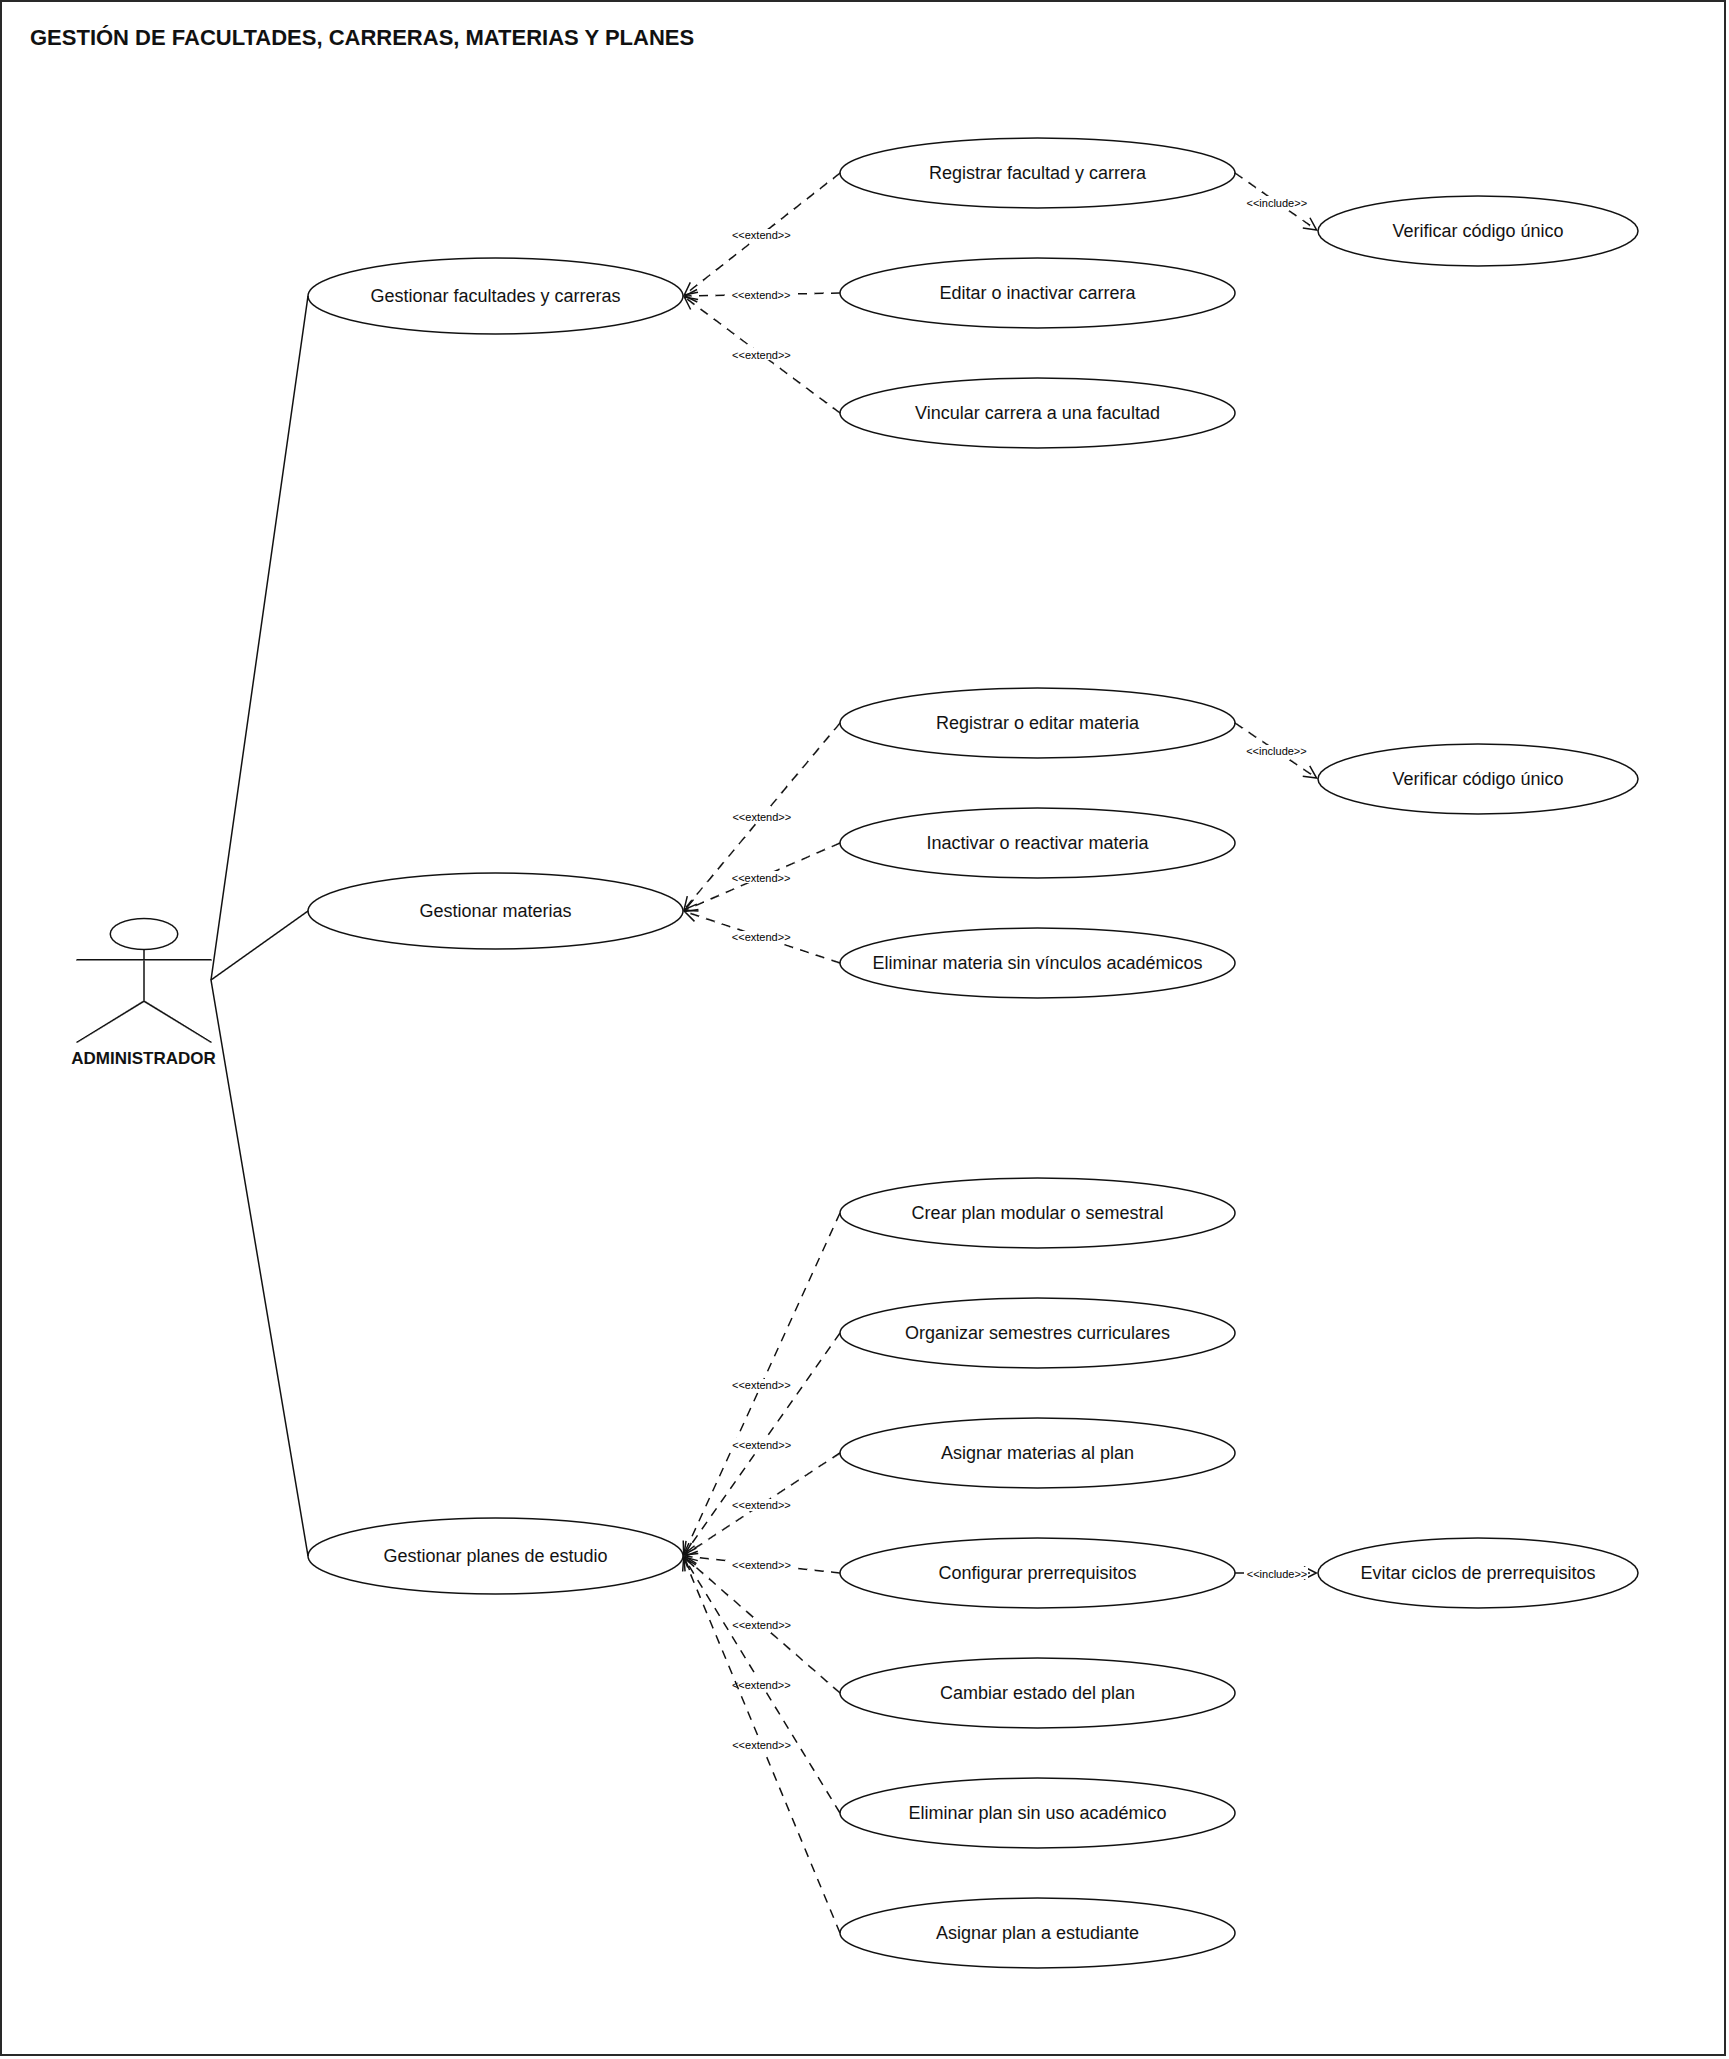 GESTIÓN DE FACULTADES, CARRERAS, MATERIAS Y PLANES
Registrar facultad y carrera
<<include>>
Verificar código único
<<extend>>
Gestionar facultades y carreras
<<extend>>
Editar o inactivar carrera
<<extend>>
Vincular carrera a una facultad
Registrar o editar materia
<<include>>
Verificar código único
<<extend>>
Inactivar o reactivar materia
<<extend>>
Gestionar materias
<<extend>>
Eliminar materia sin vínculos académicos
ADMINISTRADOR
Crear plan modular o semestral
Organizar semestres curriculares
<<extend>>
<<extend>>
Asignar materias al plan
<<extend>>
Gestionar planes de estudio
<<extend>>
Configurar prerrequisitos
<<include>>
Evitar ciclos de prerrequisitos
<<extend>>
Cambiar estado del plan
<<extend>>
<<extend>>
Eliminar plan sin uso académico
Asignar plan a estudiante